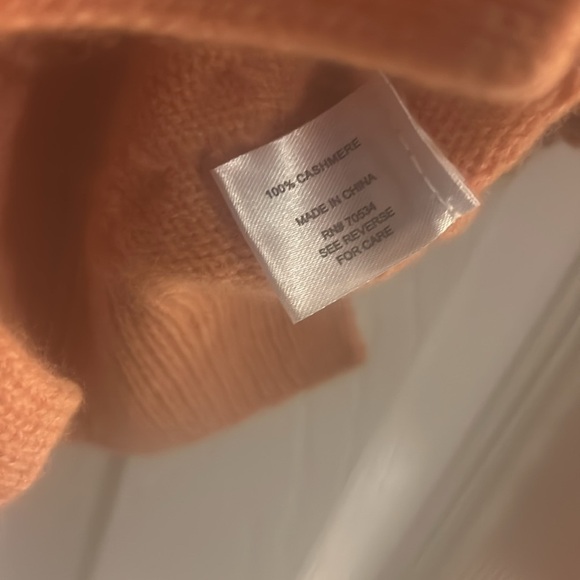 100% CASHMERE
MADE IN CHINA
RN# 70534
SEE REVERSE
FOR CARE